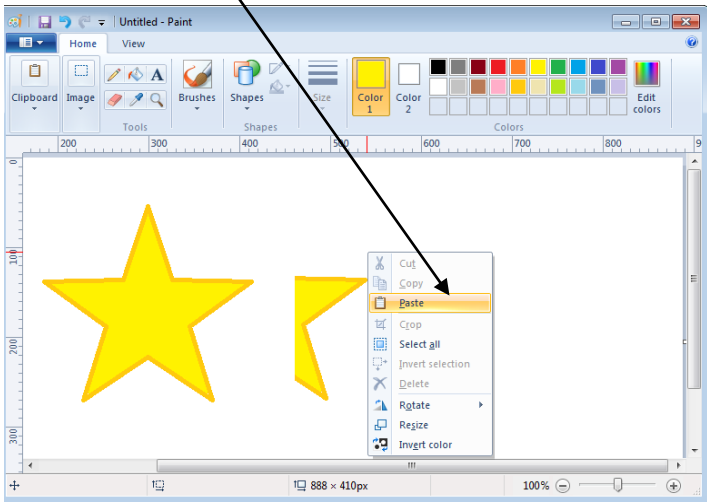 Untitled - Paint
Home View
Clipboard Image Brushes Shapes Size Color 1 Color 2 Edit colors
Tools Shapes Colors
200 300 400 500 600 700 800 9
0
100
200
300
Cut
Copy
Paste
Crop
Select all
Invert selection
Delete
Rotate
Resize
Invert color
888 × 410px 100%